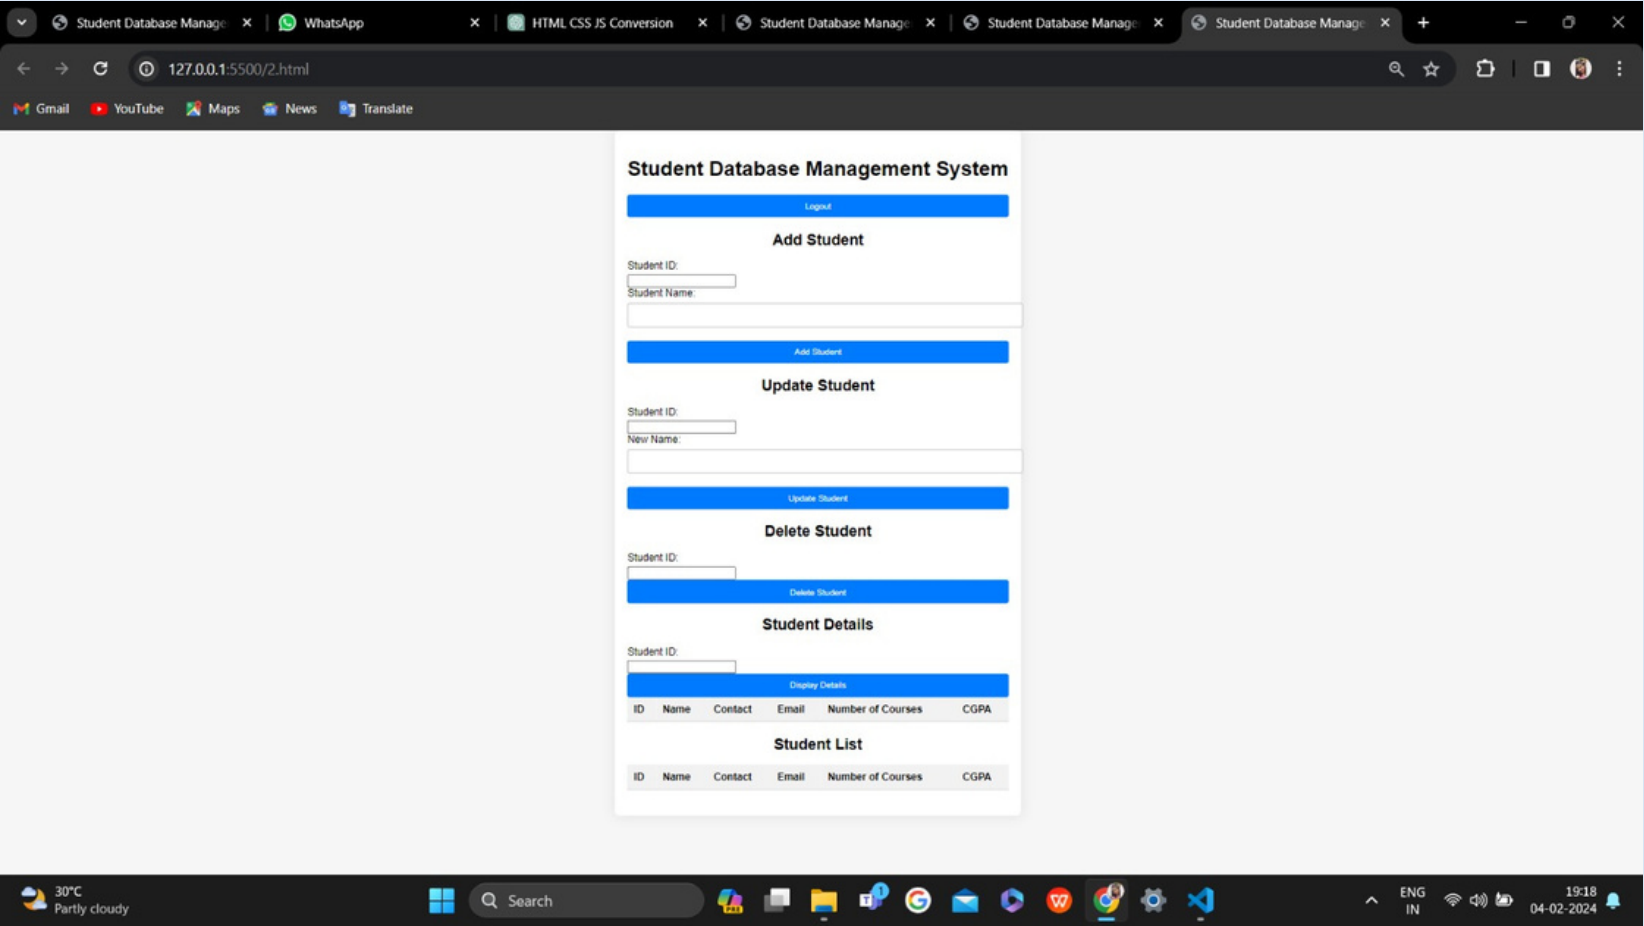 Student Database Manage
WhatsApp
HTML CSS JS Conversion
Student Database Manage
Student Database Manage
Student Database Manage
127.0.0.1:5500/2.html
Gmail YouTube Maps News Translate
Student Database Management System
Logout
Add Student
Student ID:
Student Name:
Add Student
Update Student
Student ID:
New Name:
Update Student
Delete Student
Student ID:
Delete Student
Student Details
Student ID:
Display Details
ID Name Contact Email Number of Courses CGPA
Student List
ID Name Contact Email Number of Courses CGPA
30°C
Partly cloudy
Search
PRE
1
ENG
IN
19:18
04-02-2024